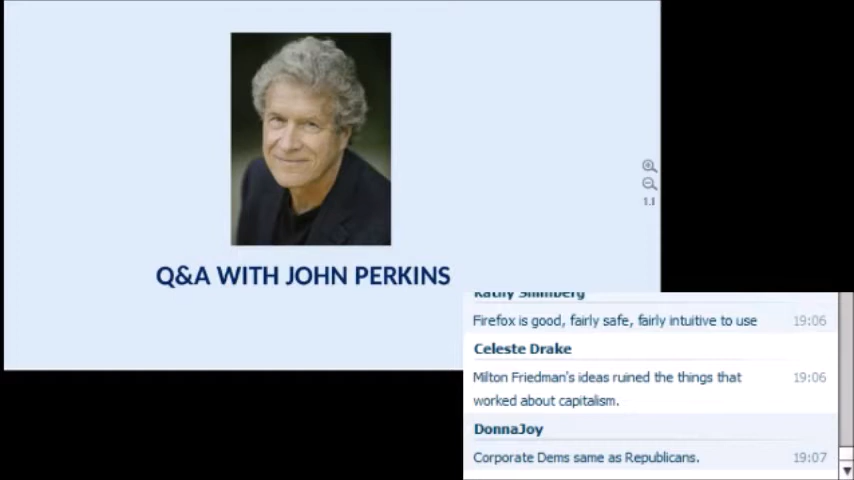 1.1
Q&A WITH JOHN PERKINS
Firefox is good, fairly safe, fairly intuitive to use
19:06
Celeste Drake
Milton Friedman's ideas ruined the things that
19:06
worked about capitalism.
DonnaJoy
Corporate Dems same as Republicans.
19:07